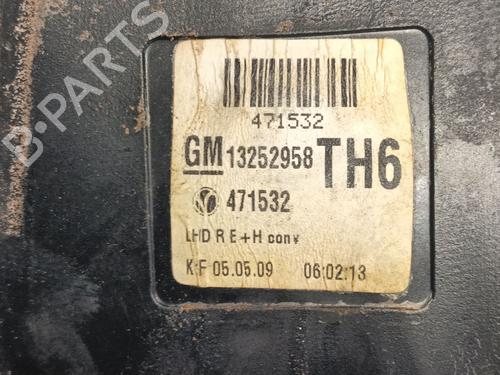 471532
GM 13252958 TH6
471532
LHD R E+H conv
K:F 05.05.09 06:02:13
B-PARTS